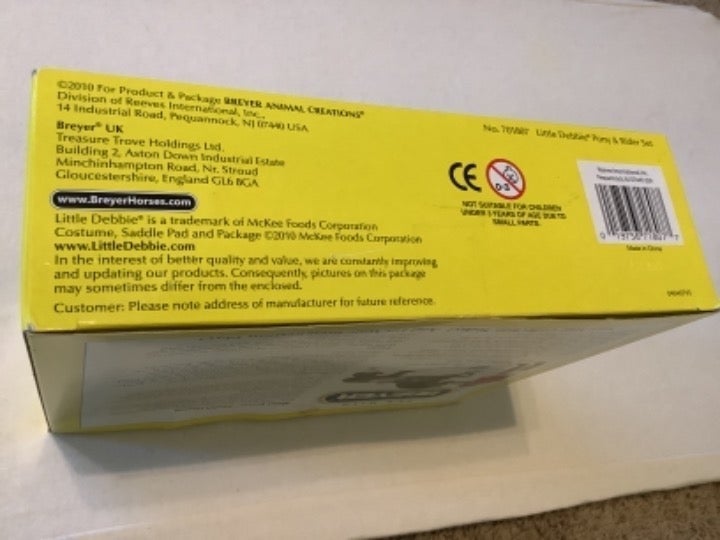 ©2010 For Product & Package BREYER ANIMAL CREATIONS®
Division of Reeves International, Inc.,
14 Industrial Road, Pequannock, NJ 07440 USA
Breyer® UK
Treasure Trove Holdings Ltd.
Building 2, Aston Down Industrial Estate
Minchinhampton Road, Nr. Stroud
Gloucestershire, England GL6 8GA
www.BreyerHorses.com
Little Debbie® is a trademark of McKee Foods Corporation
Costume, Saddle Pad and Package ©2010 McKee Foods Corporation
www.LittleDebbie.com
In the interest of better quality and value, we are constantly improving
and updating our products. Consequently, pictures on this package
may sometimes differ from the enclosed.
Customer: Please note address of manufacturer for future reference.
No. Little Debbie® Pony & Rider Set
CE
0-3
NOT SUITABLE FOR CHILDREN
UNDER 3 YEARS OF AGE DUE TO
SMALL PARTS.
Made in China